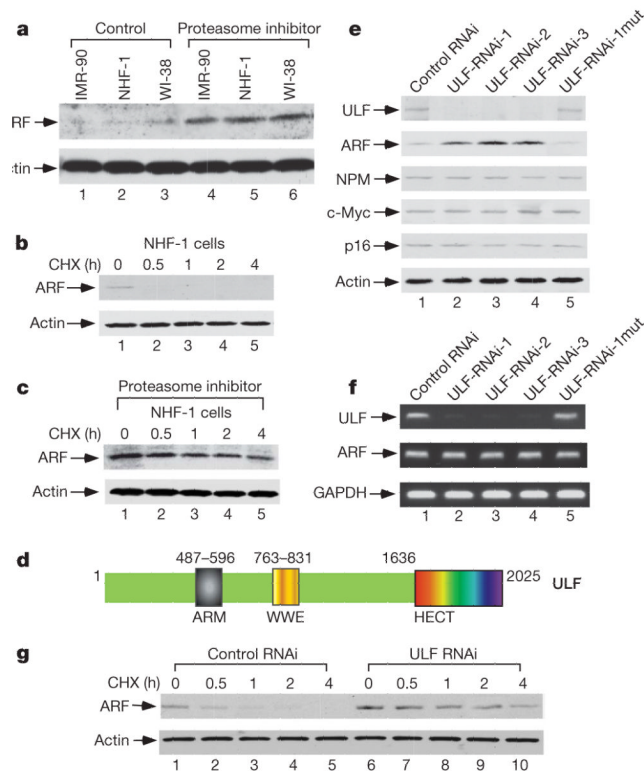 a
Control
Proteasome inhibitor
IMR-90 NHF-1 WI-38 IMR-90 NHF-1 WI-38
RF
ctin
1 2 3 4 5 6
b
NHF-1 cells
CHX (h) 0 0.5 1 2 4
ARF
Actin
1 2 3 4 5
c
Proteasome inhibitor
NHF-1 cells
CHX (h) 0 0.5 1 2 4
ARF
Actin
1 2 3 4 5
e
Control RNAi ULF-RNAi-1 ULF-RNAi-2 ULF-RNAi-3 ULF-RNAi-1mut
ULF
ARF
NPM
c-Myc
p16
Actin
1 2 3 4 5
f
Control RNAi ULF-RNAi-1 ULF-RNAi-2 ULF-RNAi-3 ULF-RNAi-1mut
ULF
ARF
GAPDH
1 2 3 4 5
d
487–596 763–831 1636
1 2025 ULF
ARM WWE HECT
g
Control RNAi ULF RNAi
CHX (h) 0 0.5 1 2 4 0 0.5 1 2 4
ARF
Actin
1 2 3 4 5 6 7 8 9 10